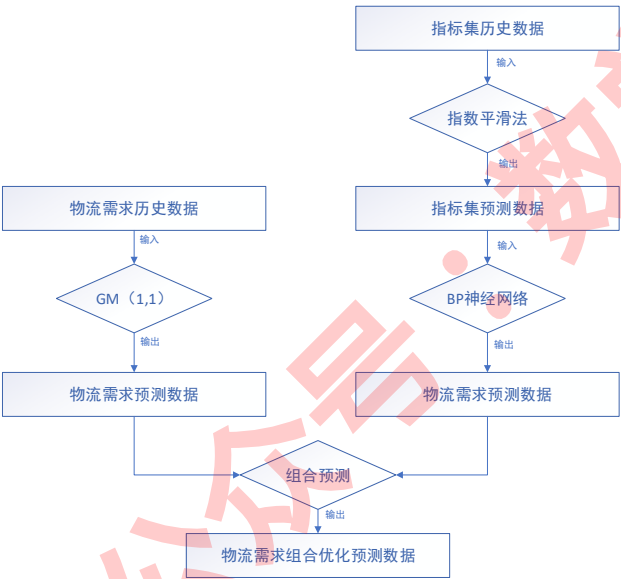 指标集历史数据
输入
指数平滑法
输出
物流需求历史数据
指标集预测数据
输入
输入
GM（1,1）
BP神经网络
输出
输出
物流需求预测数据
物流需求预测数据
组合预测
输出
物流需求组合优化预测数据
公众号：数